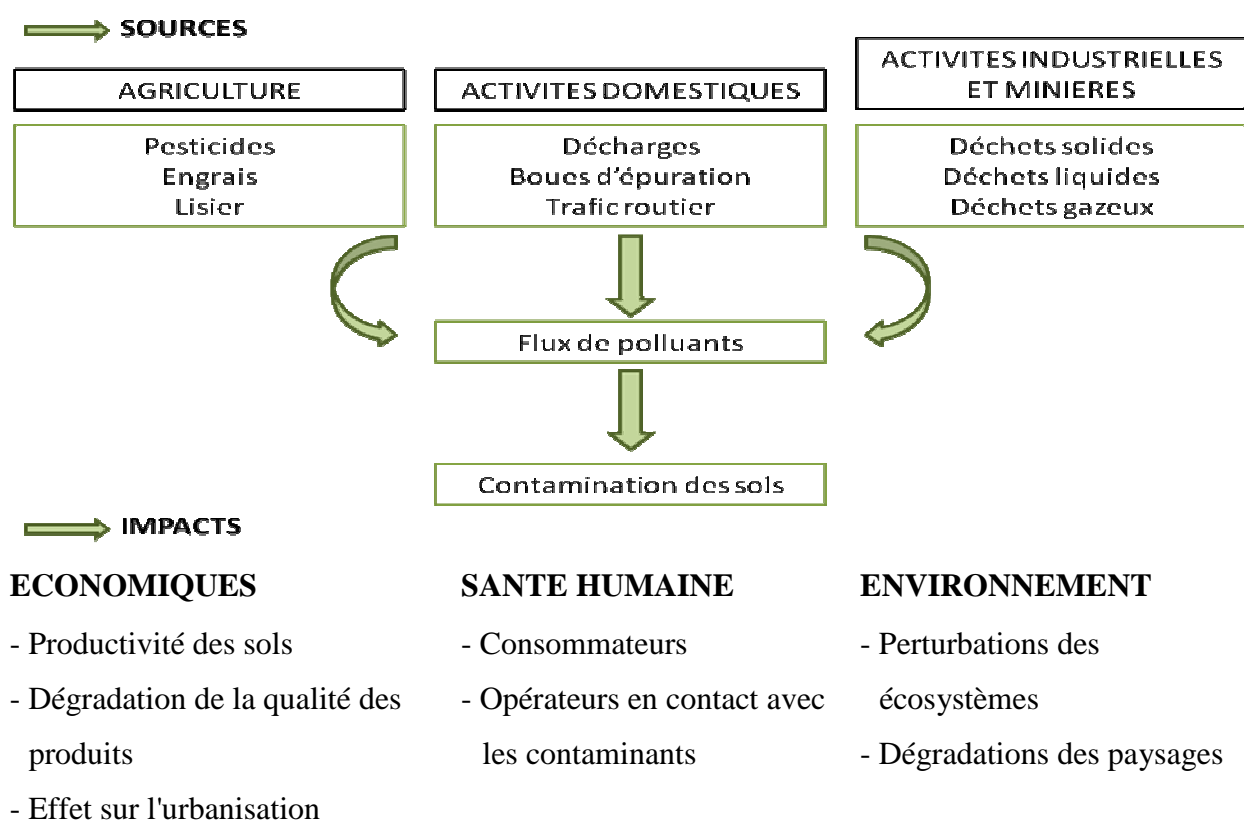 SOURCES
AGRICULTURE
Pesticides
Engrais
Lisier
ACTIVITES DOMESTIQUES
Décharges
Boues d'épuration
Trafic routier
ACTIVITES INDUSTRIELLES
ET MINIERES
Déchets solides
Déchets liquides
Déchets gazeux
Flux de polluants
Contamination des sols
IMPACTS
ECONOMIQUES
- Productivité des sols
- Dégradation de la qualité des
produits
- Effet sur l'urbanisation
SANTE HUMAINE
- Consommateurs
- Opérateurs en contact avec
les contaminants
ENVIRONNEMENT
- Perturbations des
écosystèmes
- Dégradations des paysages